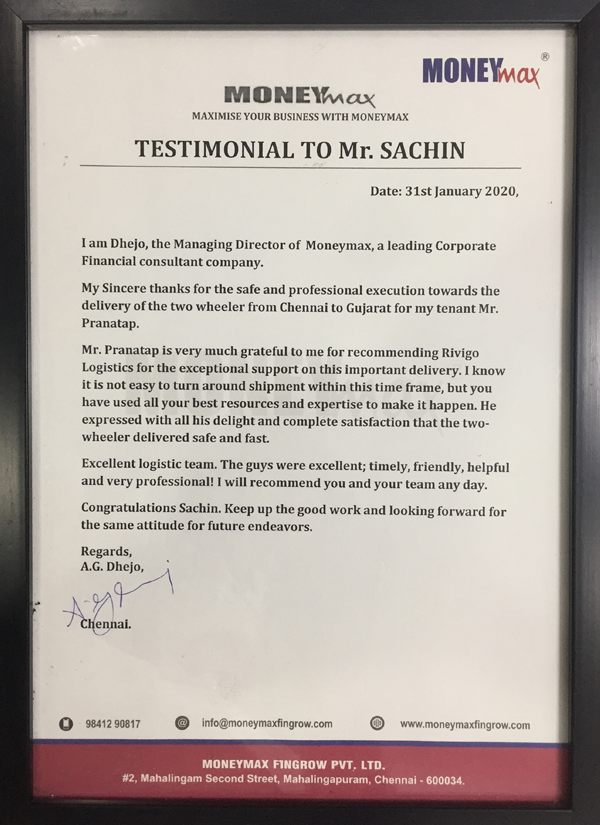 MONEYmax ®
MONEYmax
MAXIMISE YOUR BUSINESS WITH MONEYMAX
TESTIMONIAL TO Mr. SACHIN
Date: 31st January 2020,
I am Dhejo, the Managing Director of Moneymax, a leading Corporate
Financial consultant company.
My Sincere thanks for the safe and professional execution towards the
delivery of the two wheeler from Chennai to Gujarat for my tenant Mr.
Pranatap.
Mr. Pranatap is very much grateful to me for recommending Rivigo
Logistics for the exceptional support on this important delivery. I know
it is not easy to turn around shipment within this time frame, but you
have used all your best resources and expertise to make it happen. He
expressed with all his delight and complete satisfaction that the two-
wheeler delivered safe and fast.
Excellent logistic team. The guys were excellent; timely, friendly, helpful
and very professional! I will recommend you and your team any day.
Congratulations Sachin. Keep up the good work and looking forward for
the same attitude for future endeavors.
Regards,
A.G. Dhejo,
Chennai.
98412 90817 info@moneymaxfingrow.com www.moneymaxfingrow.com
MONEYMAX FINGROW PVT. LTD.
#2, Mahalingam Second Street, Mahalingapuram, Chennai - 600034.